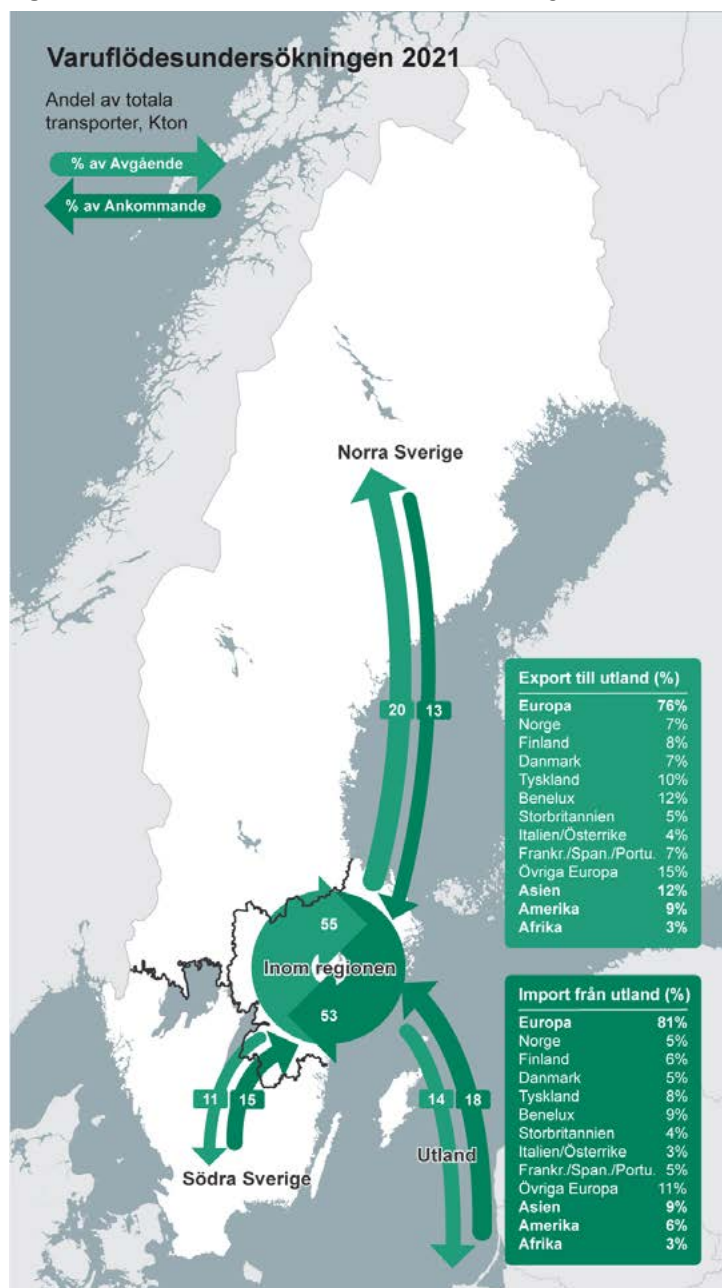 Varuflödesundersökningen 2021
Andel av totala
transporter, Kton
% av Avgående
% av Ankommande
Norra Sverige
20 13
Export till utland (%)
Europa 76%
Norge 7%
Finland 8%
Danmark 7%
Tyskland 10%
Benelux 12%
Storbritannien 5%
Italien/Österrike 4%
Frankr./Span./Portu. 7%
Övriga Europa 15%
Asien 12%
Amerika 9%
Afrika 3%
55
Inom regionen
53
11 15
Södra Sverige
14 18
Utland
Import från utland (%)
Europa 81%
Norge 5%
Finland 6%
Danmark 5%
Tyskland 8%
Benelux 9%
Storbritannien 4%
Italien/Österrike 3%
Frankr./Span./Portu. 5%
Övriga Europa 11%
Asien 9%
Amerika 6%
Afrika 3%